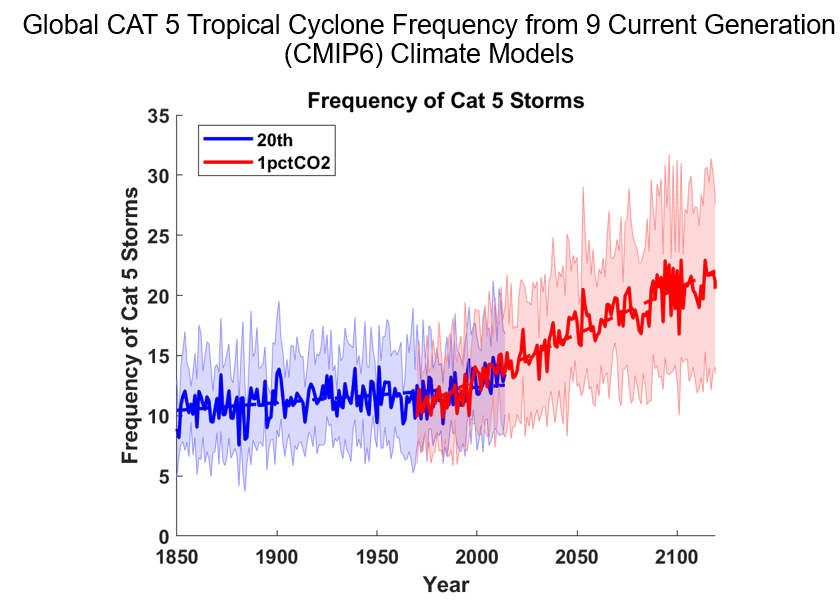 Global CAT 5 Tropical Cyclone Frequency from 9 Current Generation
(CMIP6) Climate Models
Frequency of Cat 5 Storms
35
30
25
20
15
10
5
0
20th
1pctCO2
Frequency of Cat 5 Storms
1850
1900
1950
2000
2050
2100
Year